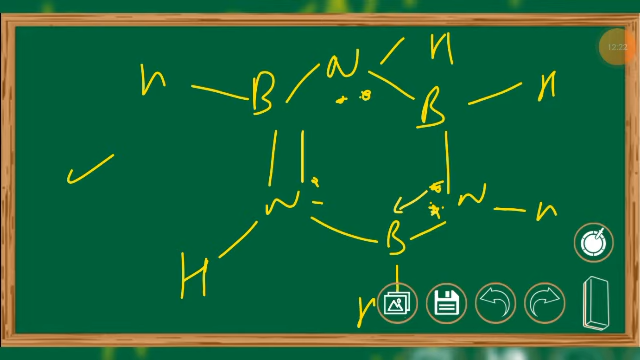 N H
H B B H
N N H
B
H
12:22